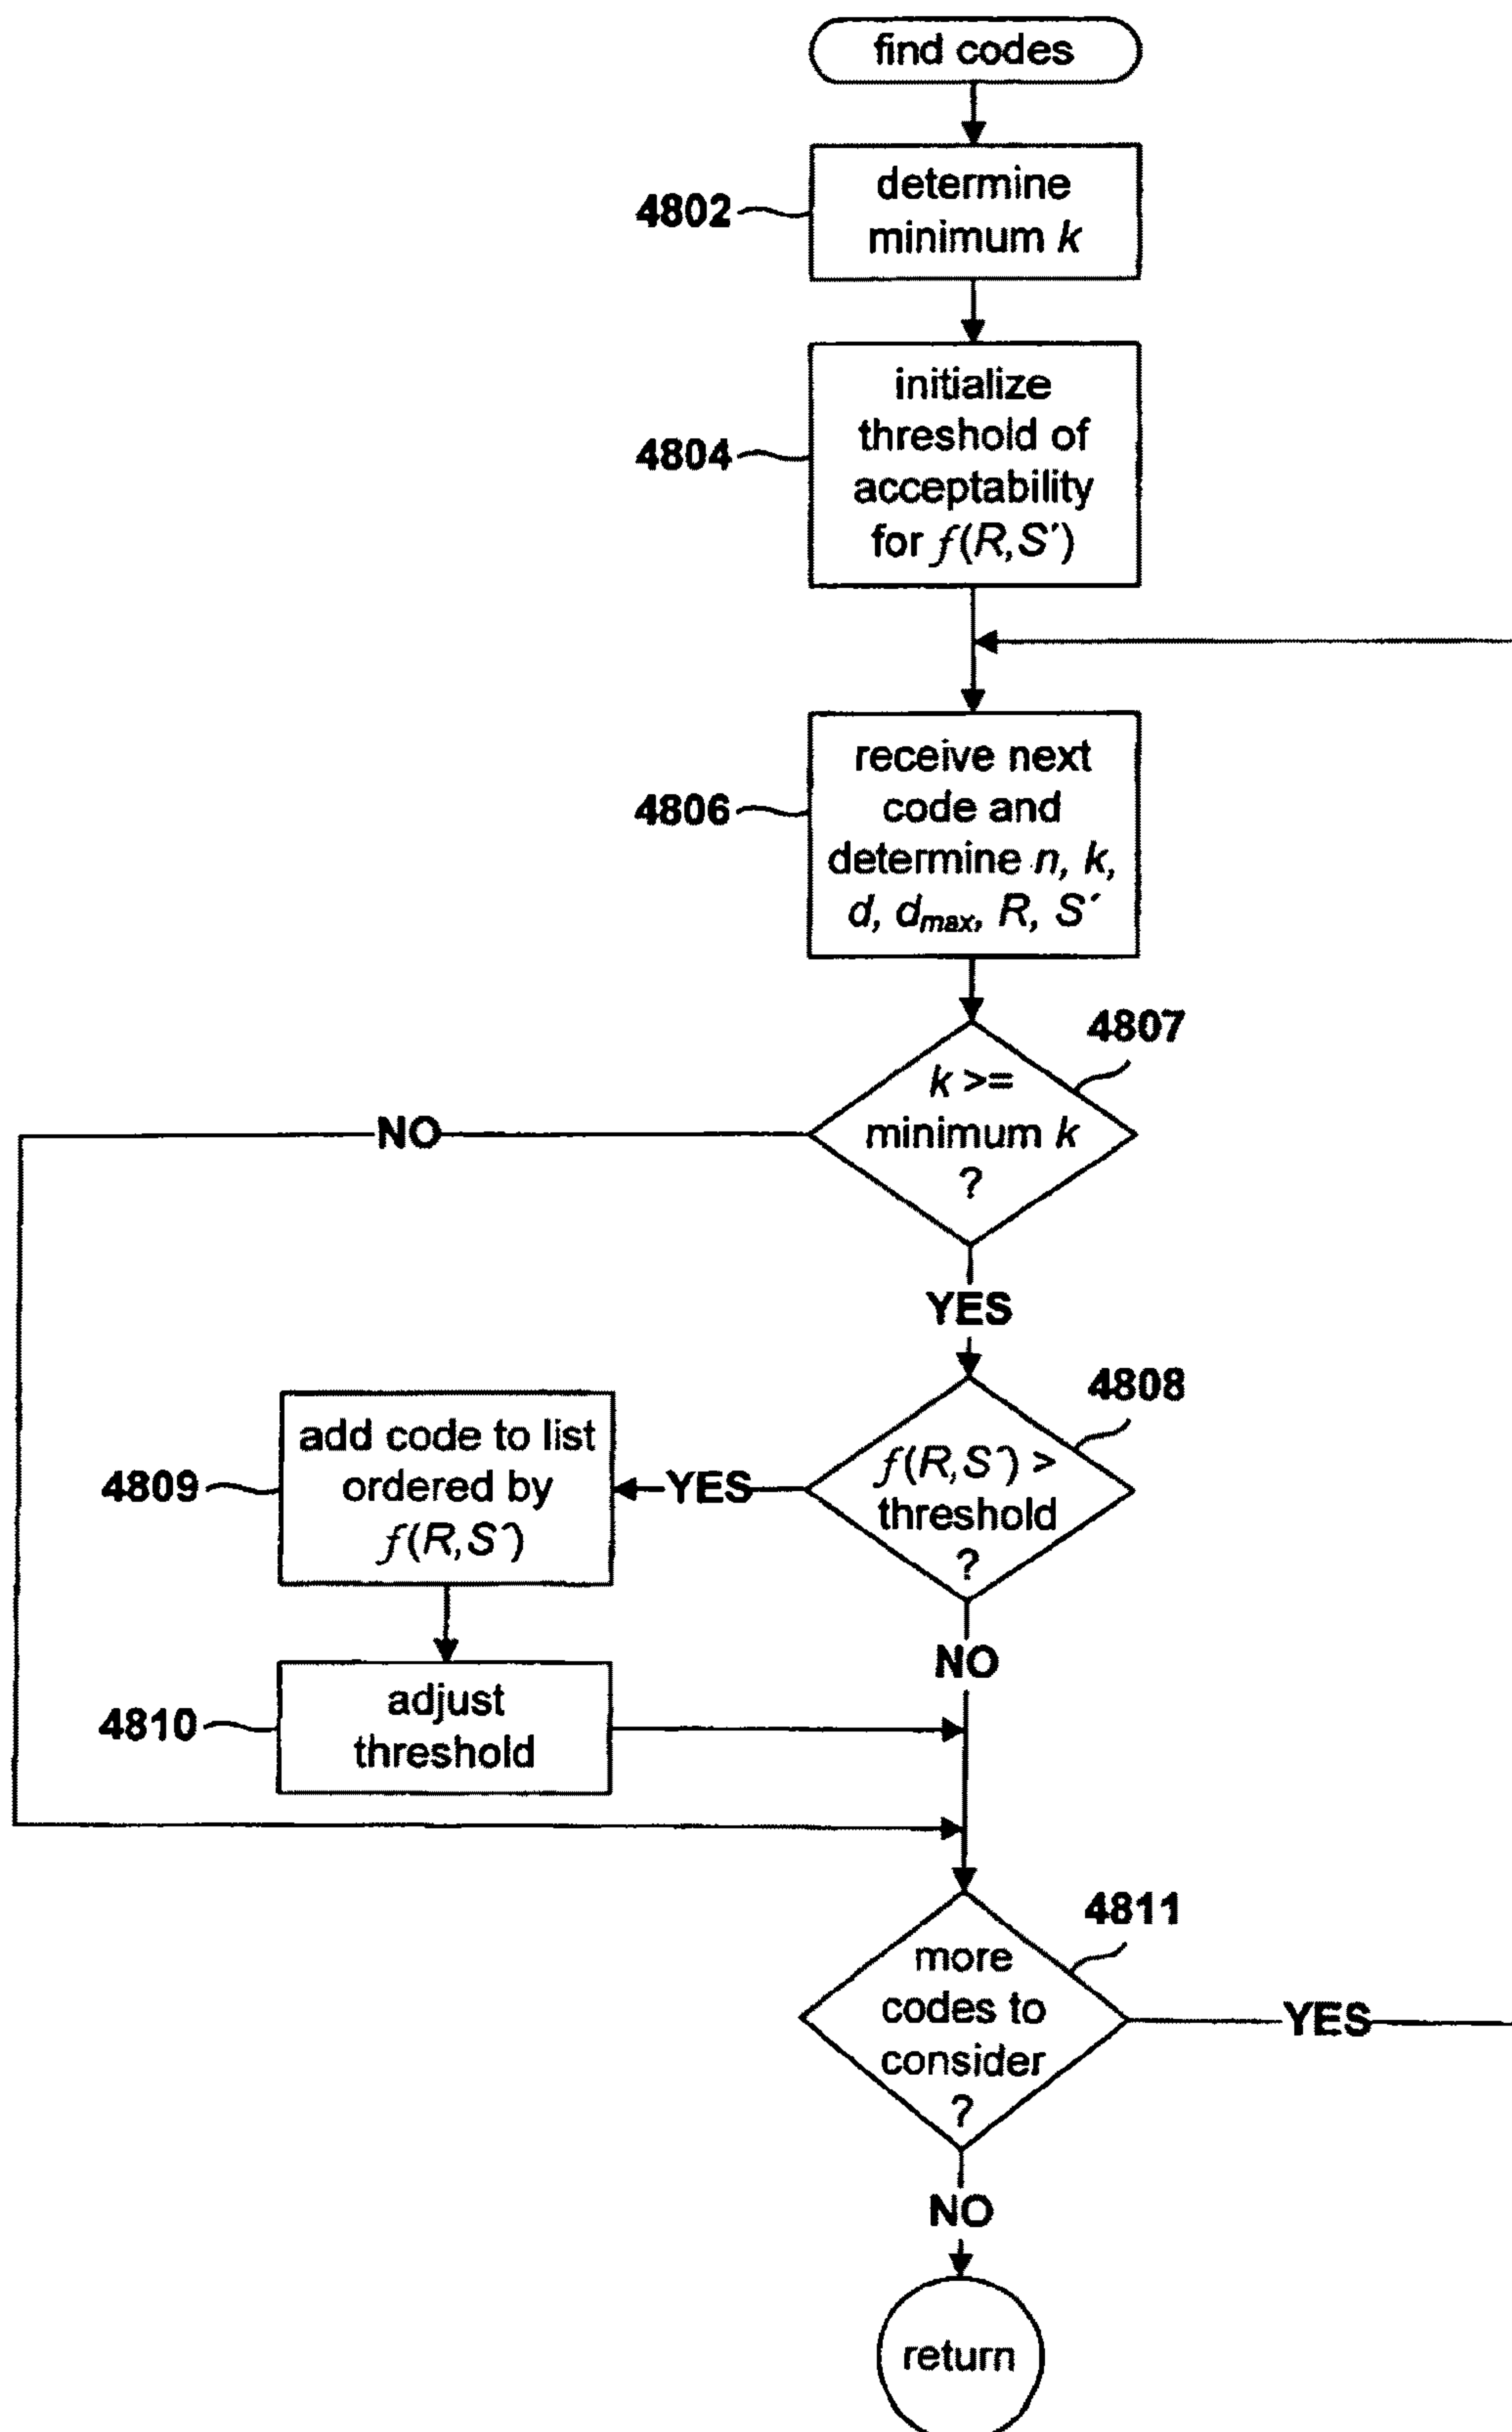 find codes
determine
minimum k
4802
initialize
threshold of
acceptability
for f(R,S´)
4804
receive next
code and
determine n, k,
d, dmax, R, S´
4806
4807
k >=
minimum k
?
NO
YES
4808
f(R,S´) >
threshold
?
YES
add code to list
ordered by
f(R,S´)
4809
NO
adjust
threshold
4810
4811
more
codes to
consider
?
YES
NO
return